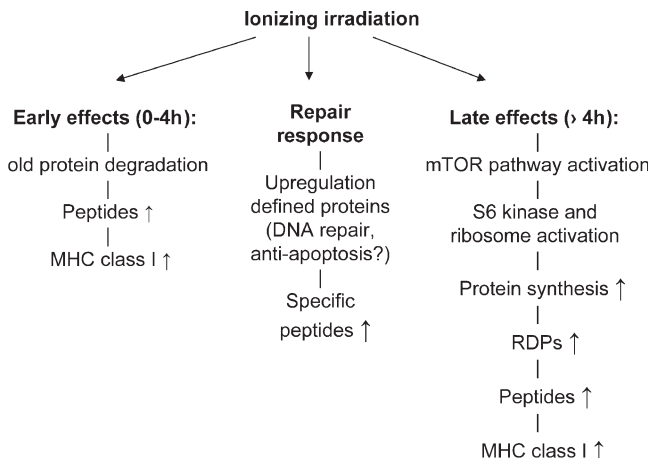 Ionizing irradiation
Early effects (0-4h):
old protein degradation
Peptides ↑
MHC class I ↑
Repair
response
Upregulation
defined proteins
(DNA repair,
anti-apoptosis?)
Specific
peptides ↑
Late effects (› 4h):
mTOR pathway activation
S6 kinase and
ribosome activation
Protein synthesis ↑
RDPs ↑
Peptides ↑
MHC class I ↑